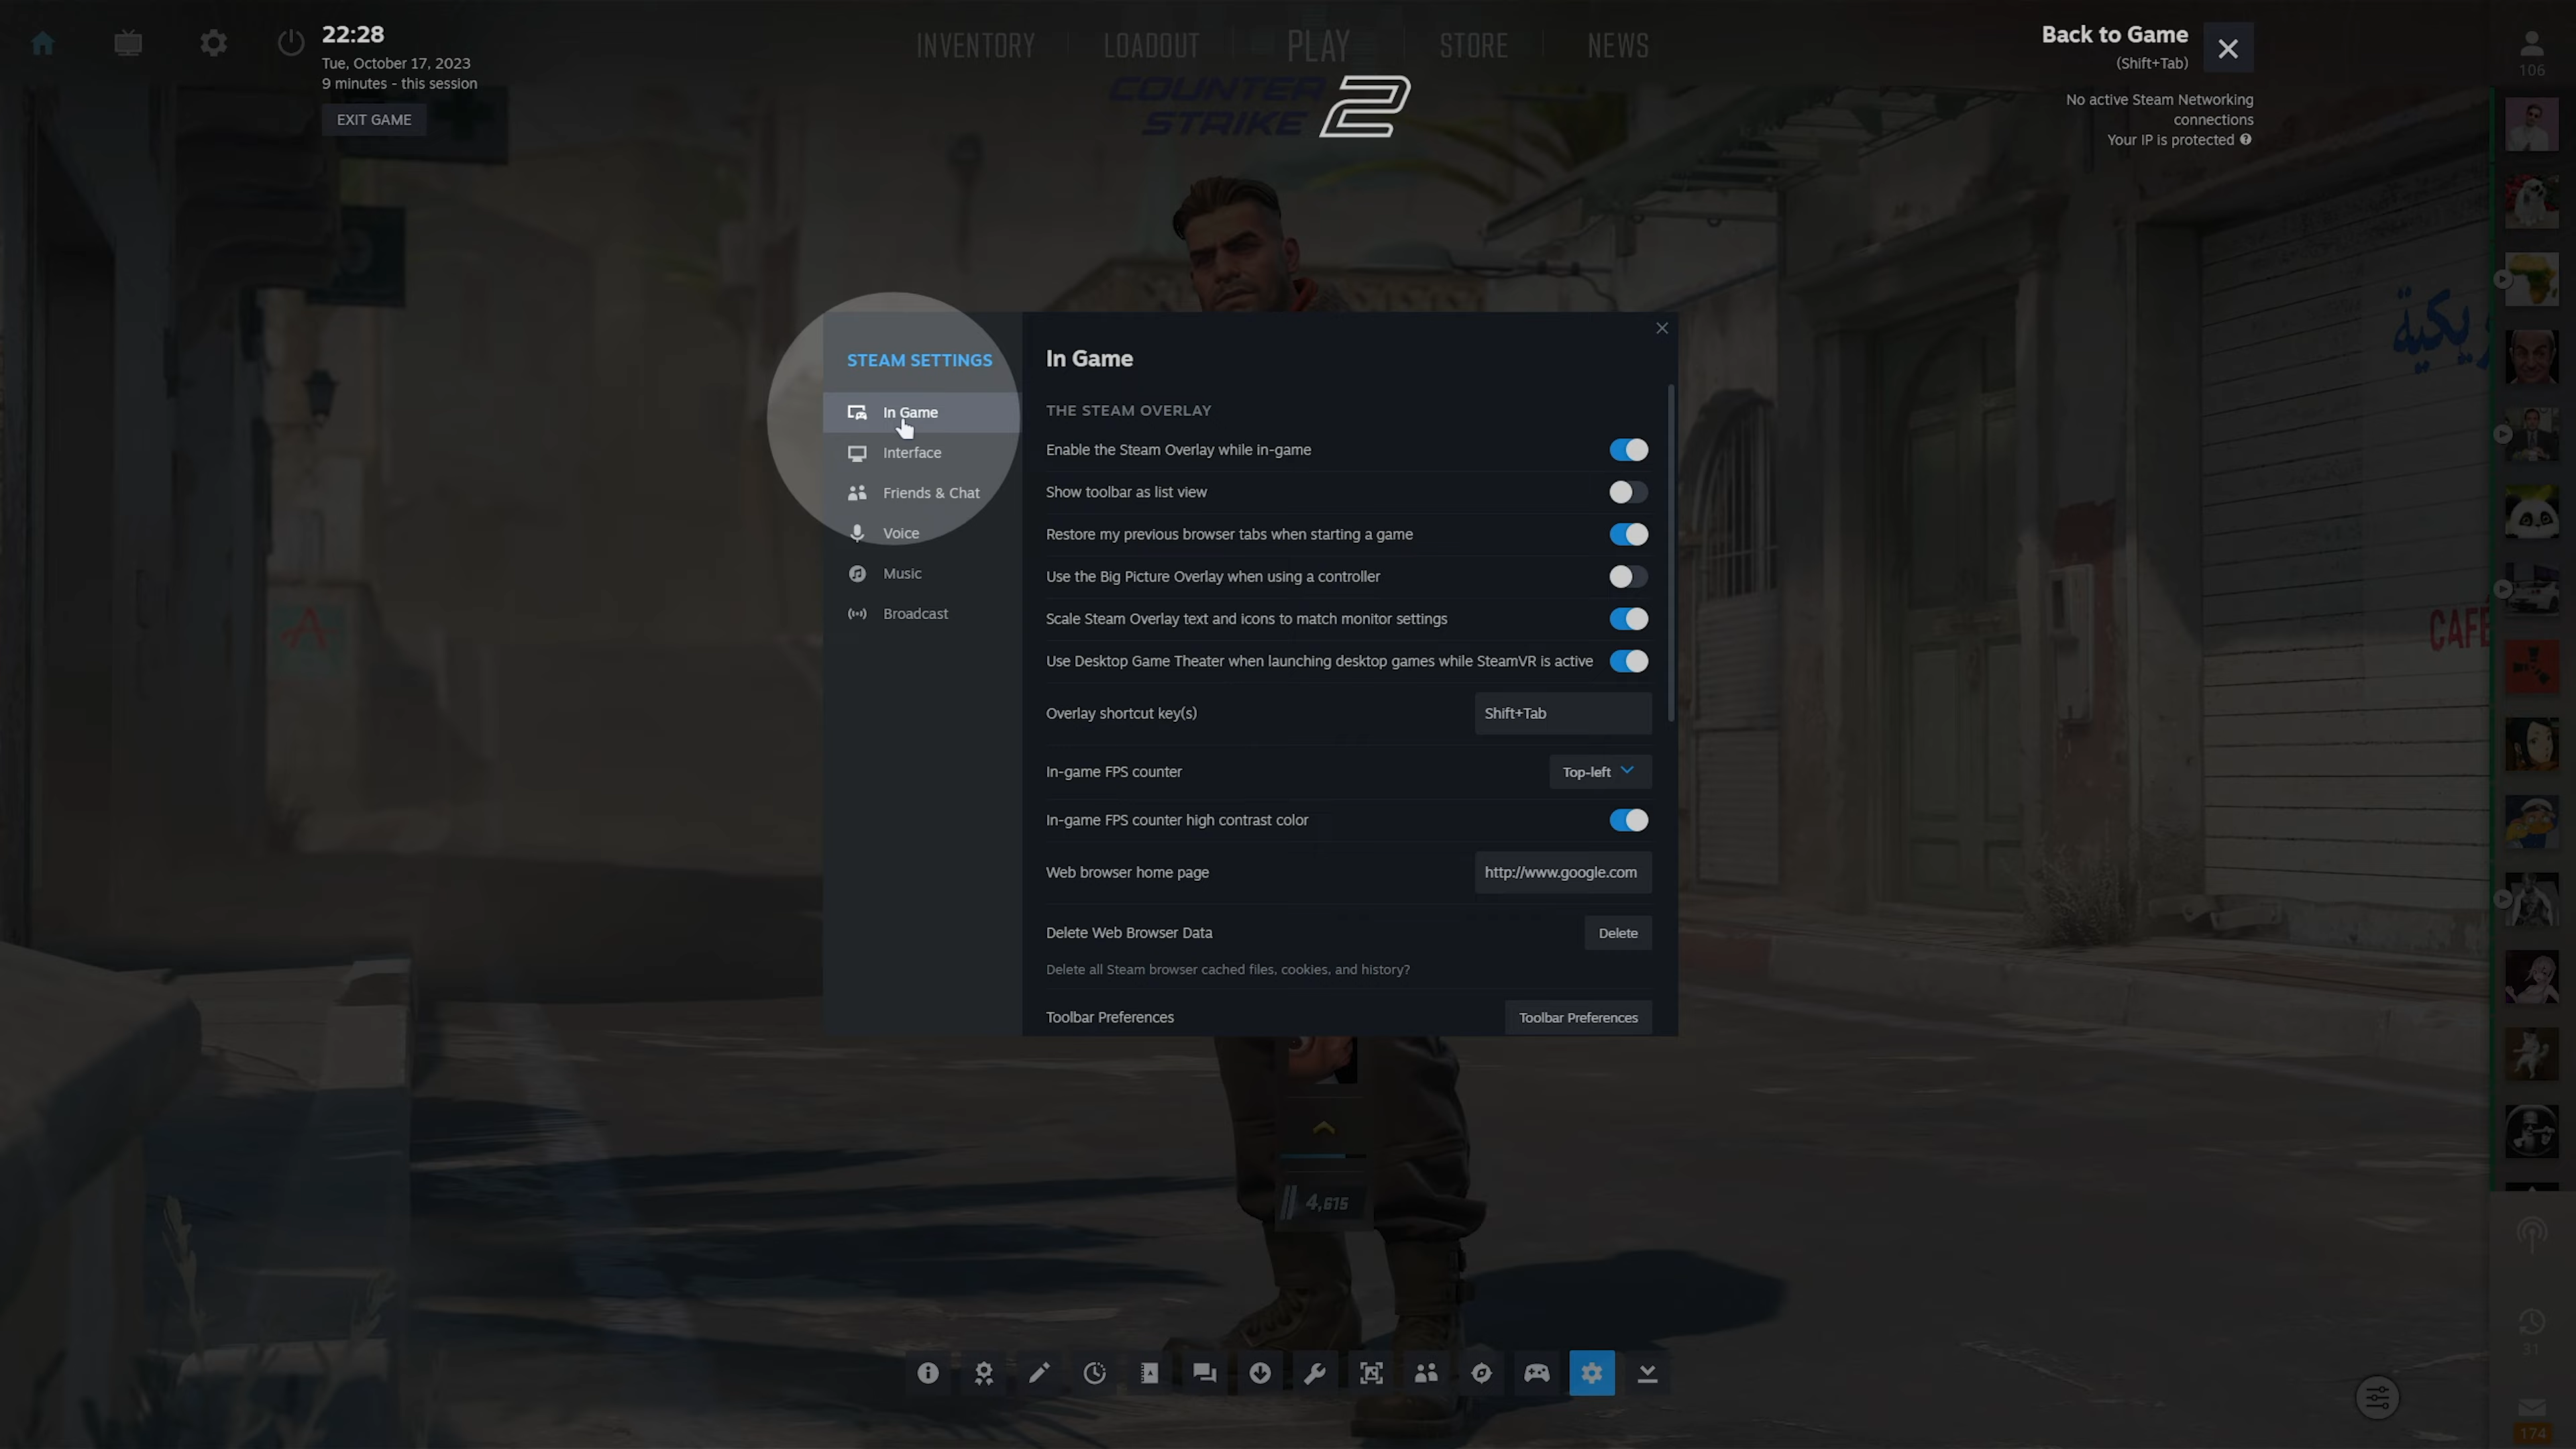 22:28
Tue, October 17, 2023
9 minutes - this session
EXIT GAME
INVENTORY
LOADOUT
PLAY
STORE
NEWS
COUNTER
STRIKE 2
Back to Game
(Shift+Tab)
No active Steam Networking
connections
Your IP is protected
106
STEAM SETTINGS
In Game
Interface
Friends & Chat
Voice
Music
Broadcast
In Game
THE STEAM OVERLAY
Enable the Steam Overlay while in-game
Show toolbar as list view
Restore my previous browser tabs when starting a game
Use the Big Picture Overlay when using a controller
Scale Steam Overlay text and icons to match monitor settings
Use Desktop Game Theater when launching desktop games while SteamVR is active
Overlay shortcut key(s)
Shift+Tab
In-game FPS counter
Top-left
In-game FPS counter high contrast color
Web browser home page
http://www.google.com
Delete Web Browser Data
Delete
Delete all Steam browser cached files, cookies, and history?
Toolbar Preferences
Toolbar Preferences
CAFÉ
4,615
31
174